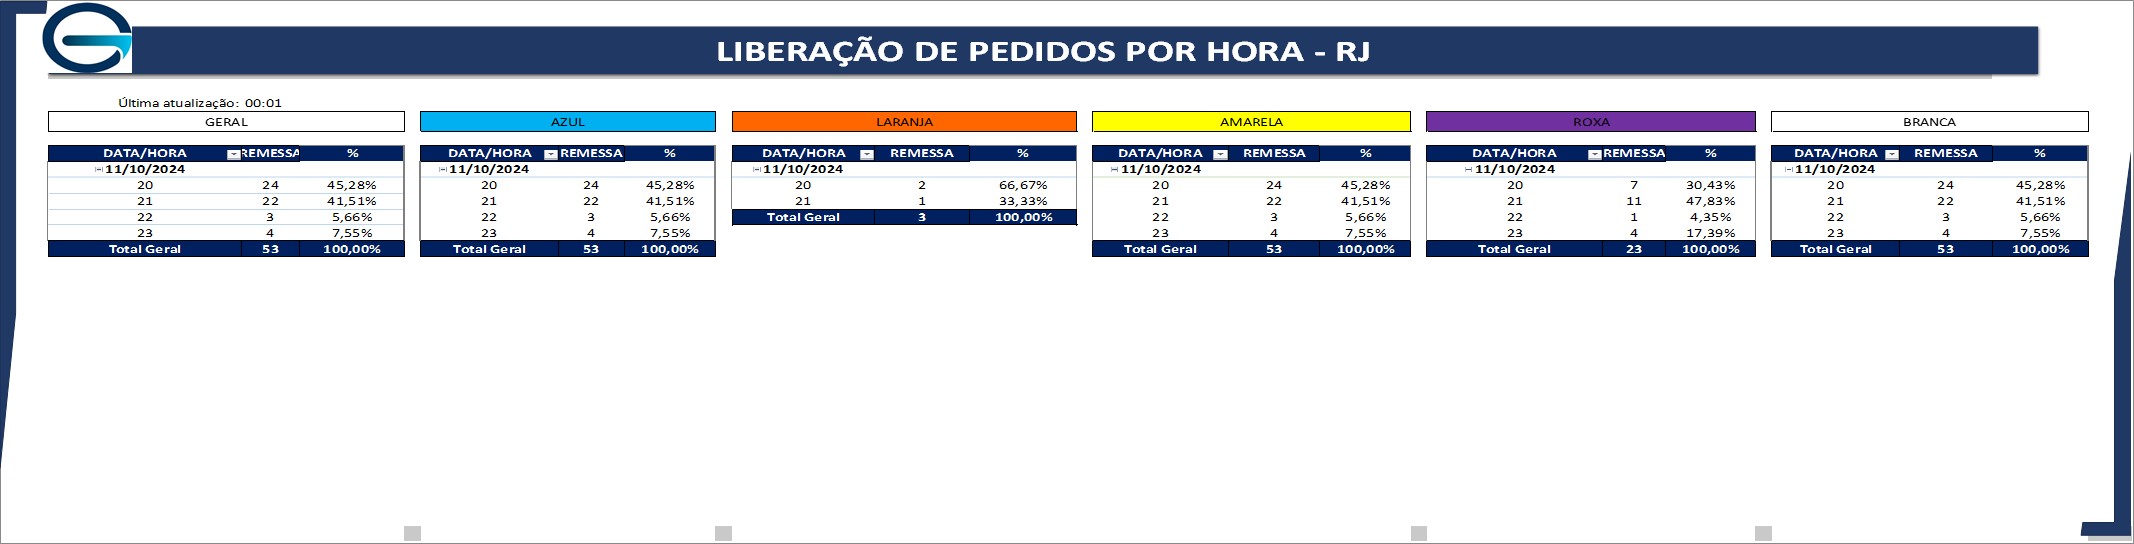 LIBERAÇÃO DE PEDIDOS POR HORA - RJ
Última atualização: 00:01
GERAL AZUL LARANJA AMARELA ROXA BRANCA
DATA/HORA REMESSA % DATA/HORA REMESSA % DATA/HORA REMESSA % DATA/HORA REMESSA % DATA/HORA REMESSA % DATA/HORA REMESSA %
11/10/2024 11/10/2024 11/10/2024 11/10/2024 11/10/2024 11/10/2024
20 24 45,28% 20 24 45,28% 20 2 66,67% 20 24 45,28% 20 7 30,43% 20 24 45,28%
21 22 41,51% 21 22 41,51% 21 1 33,33% 21 22 41,51% 21 11 47,83% 21 22 41,51%
22 3 5,66% 22 3 5,66% Total Geral 3 100,00% 22 3 5,66% 22 1 4,35% 22 3 5,66%
23 4 7,55% 23 4 7,55% 23 4 7,55% 23 4 17,39% 23 4 7,55%
Total Geral 53 100,00% Total Geral 53 100,00% Total Geral 53 100,00% Total Geral 23 100,00% Total Geral 53 100,00%